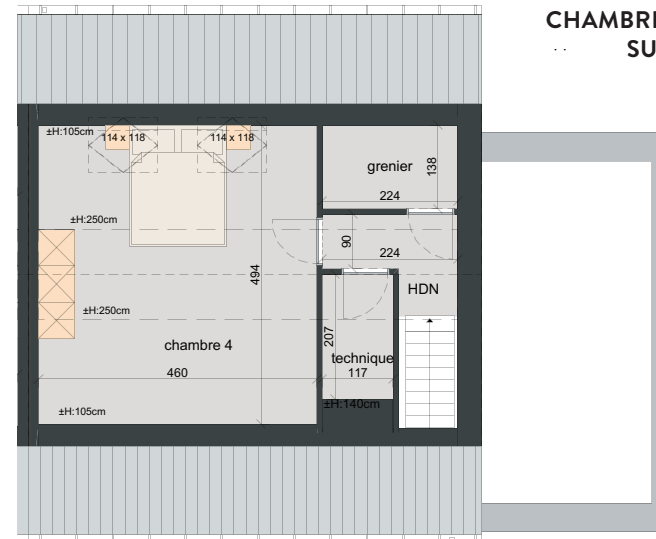 CHAMBRE
SU
±H:105cm
114 x 118
114 x 118
grenier
138
224
±H:250cm
90
224
494
HDN
±H:250cm
chambre 4
207
technique
460
117
±H:140cm
±H:105cm